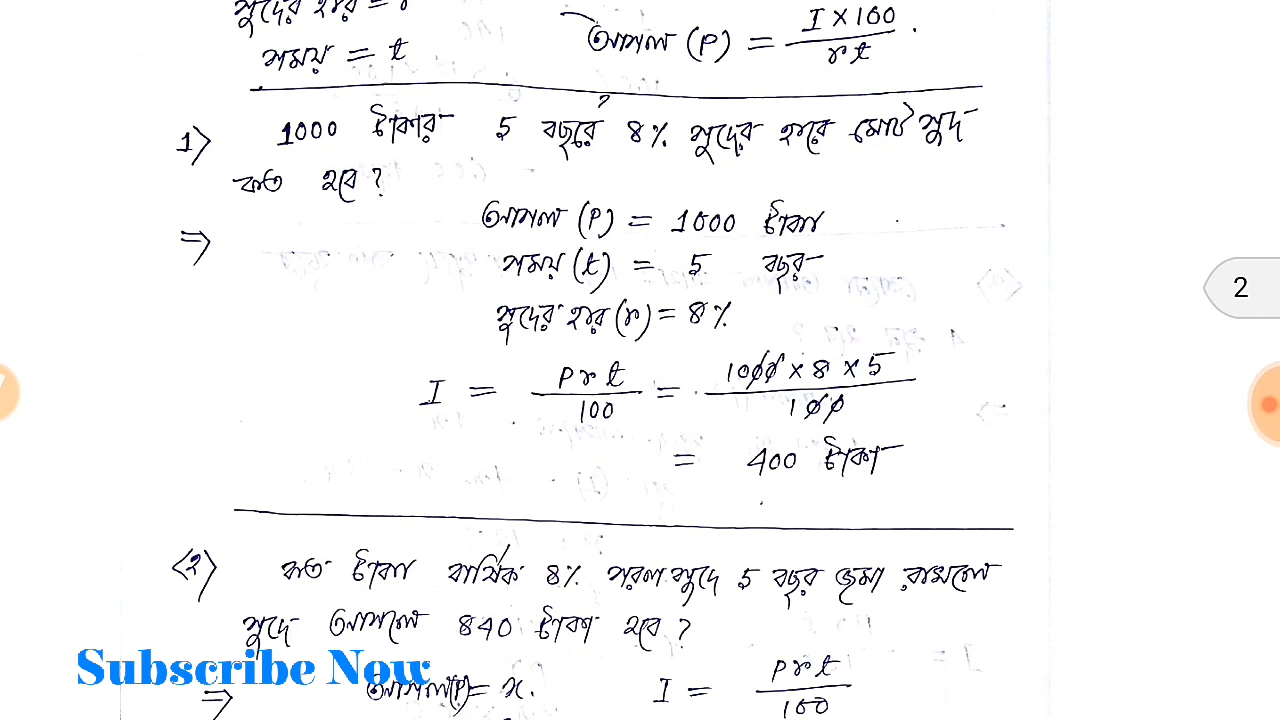 সুদের হার =
সময় = t
আসল (P) = I × 100 / r t .
1) 1000 টাকার 5 বছরে 8% সুদের হারে মোট সুদ
কত হবে ?
⇒ আসল (P) = 1000 টাকা
সময় (t) = 5 বছর
সুদের হার (r) = 8%
I = P r t / 100 = 1000 × 8 × 5 / 100
= 400 টাকা
(২) কত টাকা বার্ষিক 8% সরল সুদে 5 বছর জমা রাখলে
সুদে আসলে 840 টাকা হবে ?
⇒ আসল(P) = x. I = P r t / 100
Subscribe Now
2